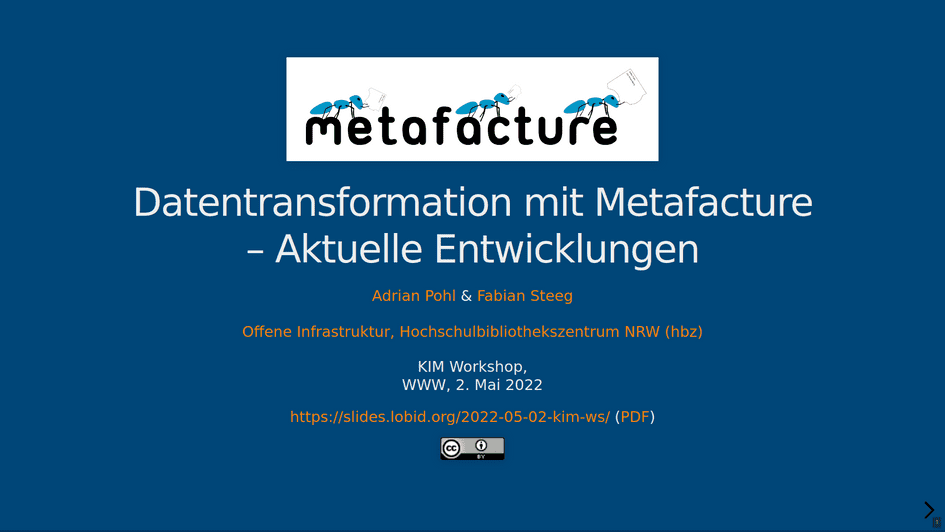 metafacture
Datentransformation mit Metafacture
– Aktuelle Entwicklungen
Adrian Pohl & Fabian Steeg
Offene Infrastruktur, Hochschulbibliothekszentrum NRW (hbz)
KIM Workshop,
WWW, 2. Mai 2022
https://slides.lobid.org/2022-05-02-kim-ws/ (PDF)
cc
BY